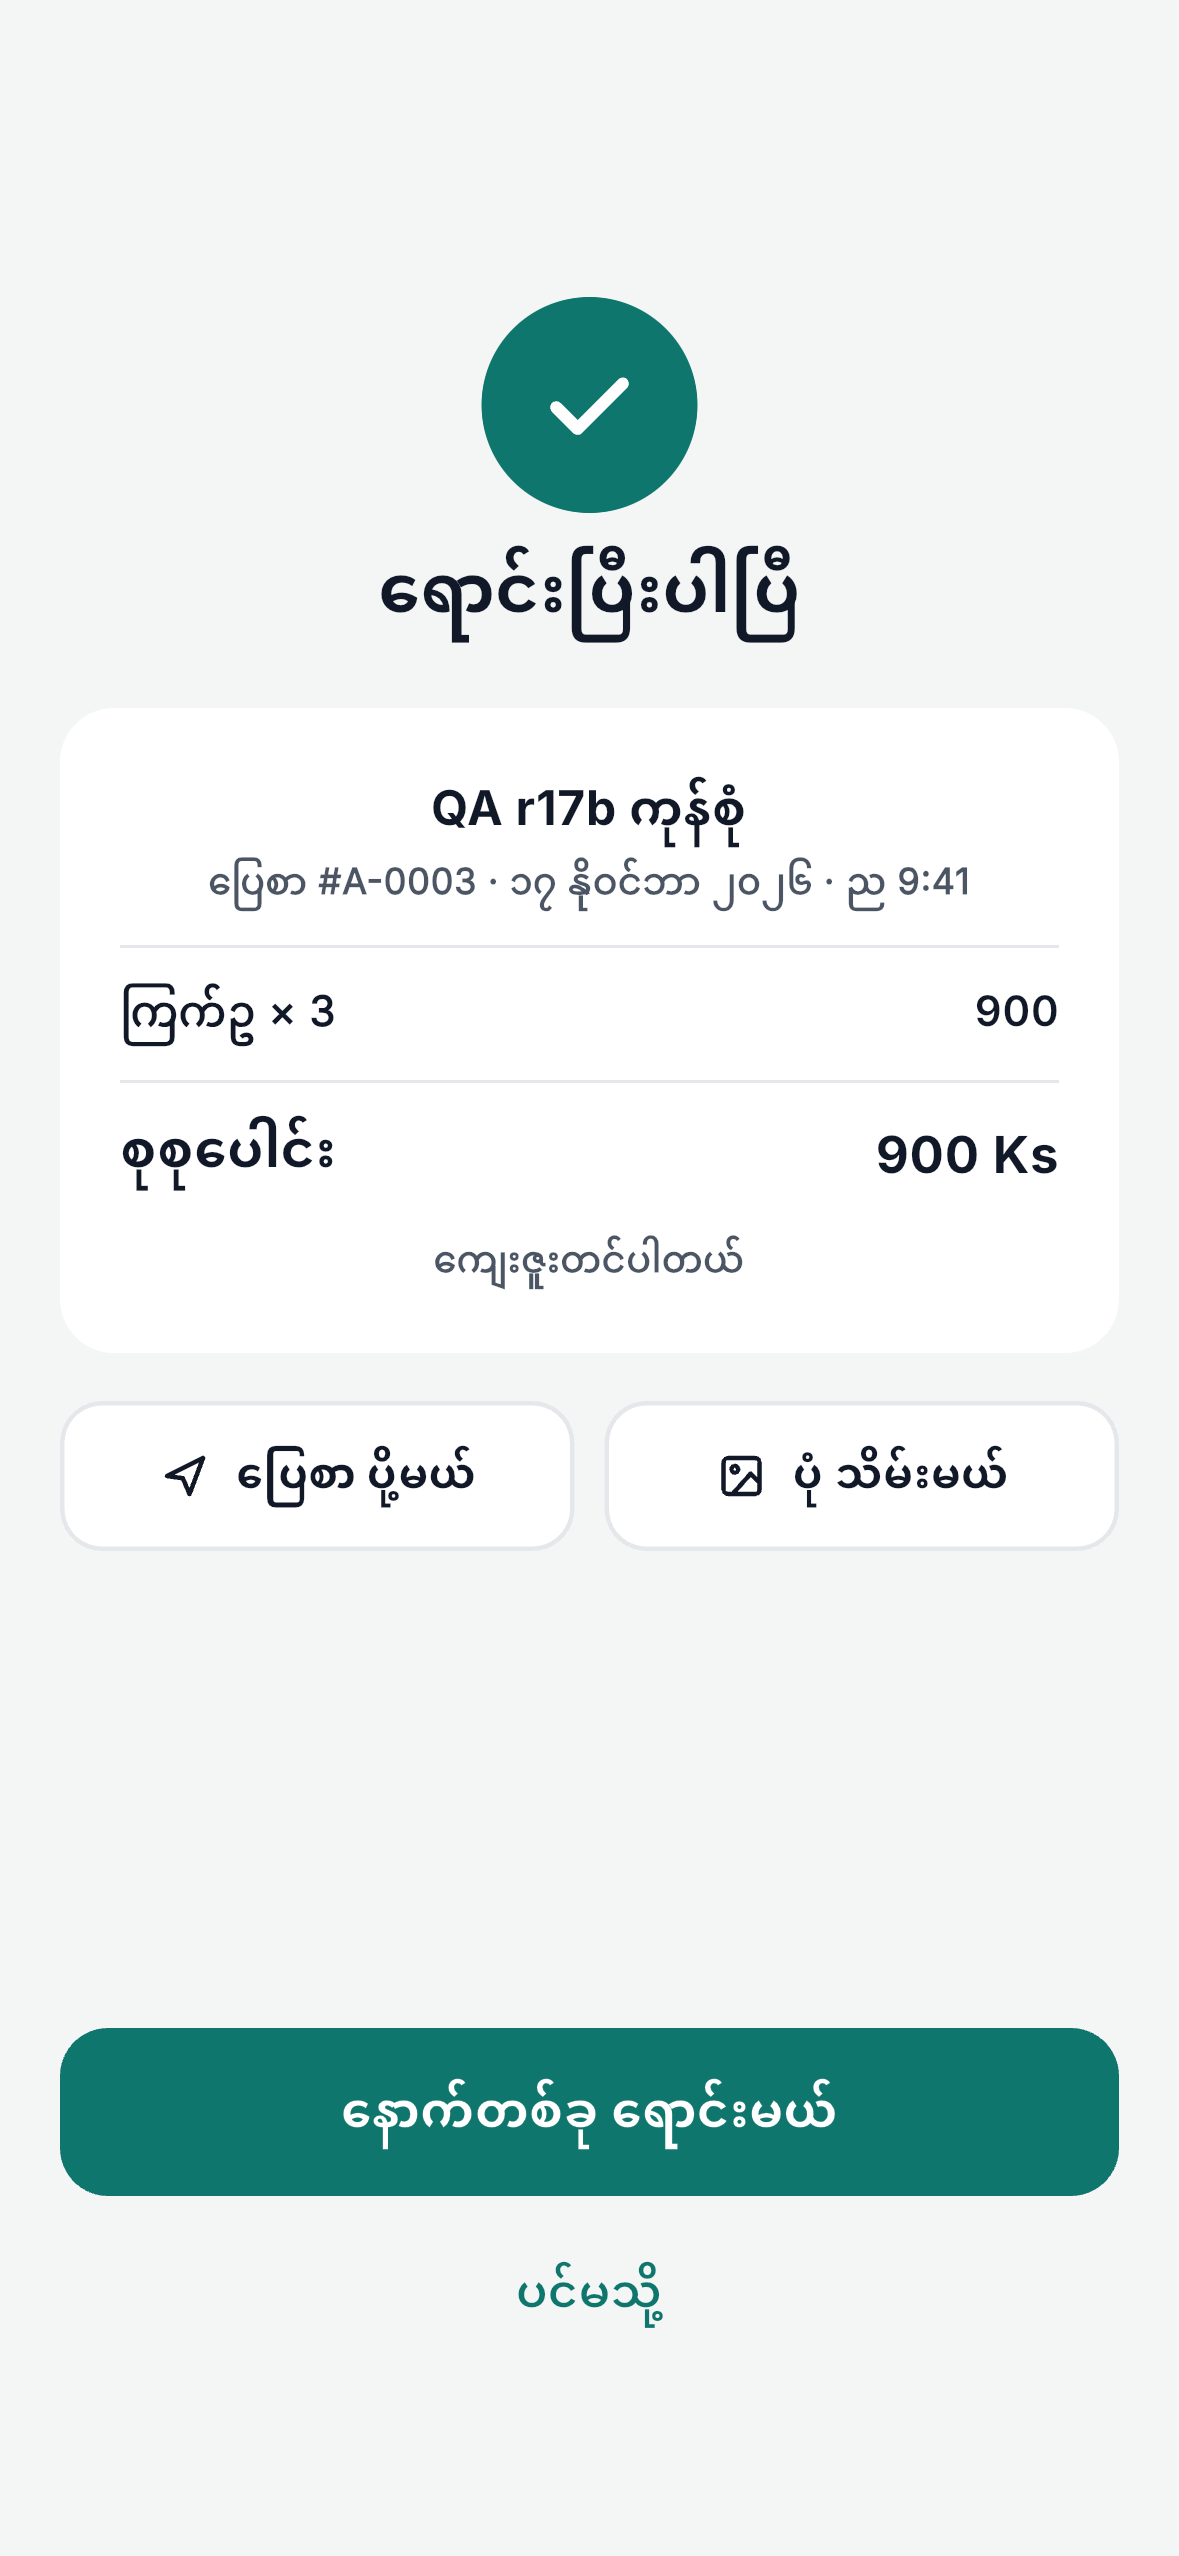 ရောင်းပြီးပါပြီ
QA r17b ကုန်စုံ
ပြေစာ #A-0003 · ၁၇ နိုဝင်ဘာ ၂၀၂၆ · ည 9:41
ကြက်ဥ × 3 900
စုစုပေါင်း 900 Ks
ကျေးဇူးတင်ပါတယ်
ပြေစာ ပို့မယ် ပုံ သိမ်းမယ်
နောက်တစ်ခု ရောင်းမယ်
ပင်မသို့